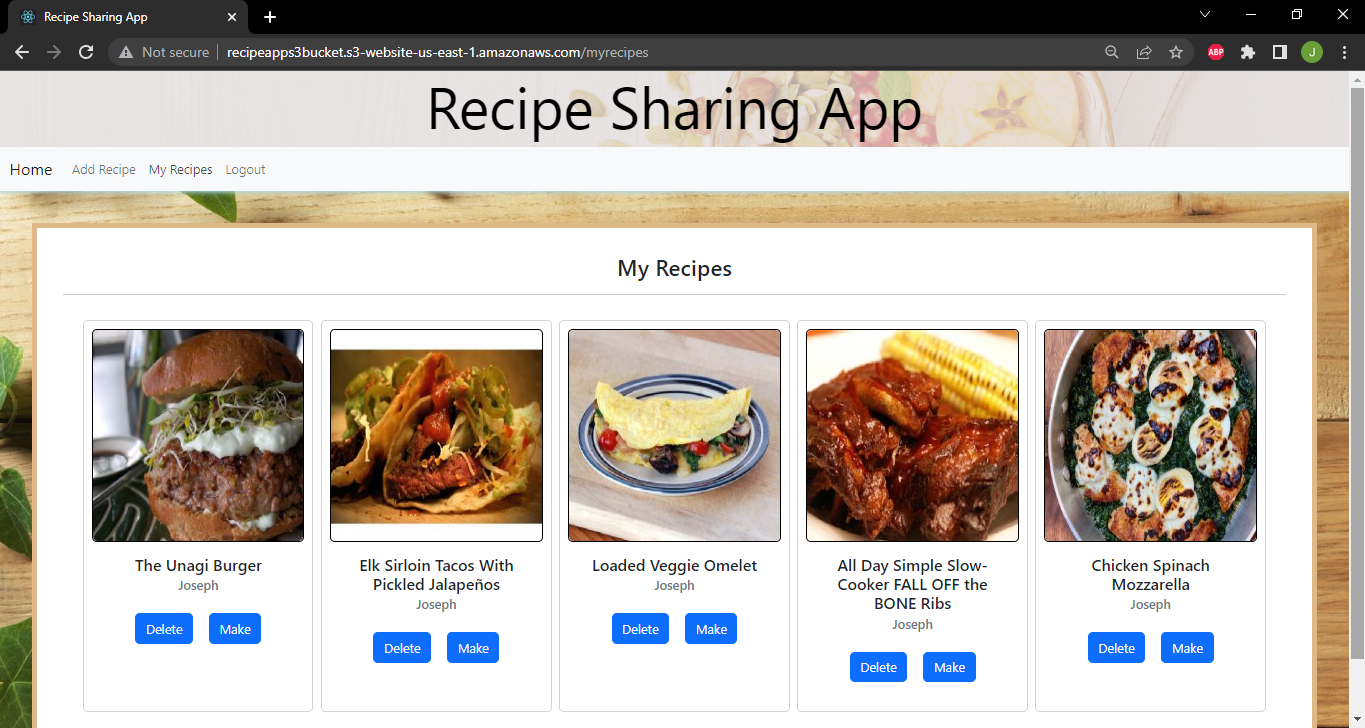 Recipe Sharing App
Not secure recipeapps3bucket.s3-website-us-east-1.amazonaws.com/myrecipes
ABP
J
Recipe Sharing App
Home Add Recipe My Recipes Logout
My Recipes
The Unagi Burger
Joseph
Delete Make
Elk Sirloin Tacos With
Pickled Jalapeños
Joseph
Delete Make
Loaded Veggie Omelet
Joseph
Delete Make
All Day Simple Slow-
Cooker FALL OFF the
BONE Ribs
Joseph
Delete Make
Chicken Spinach
Mozzarella
Joseph
Delete Make